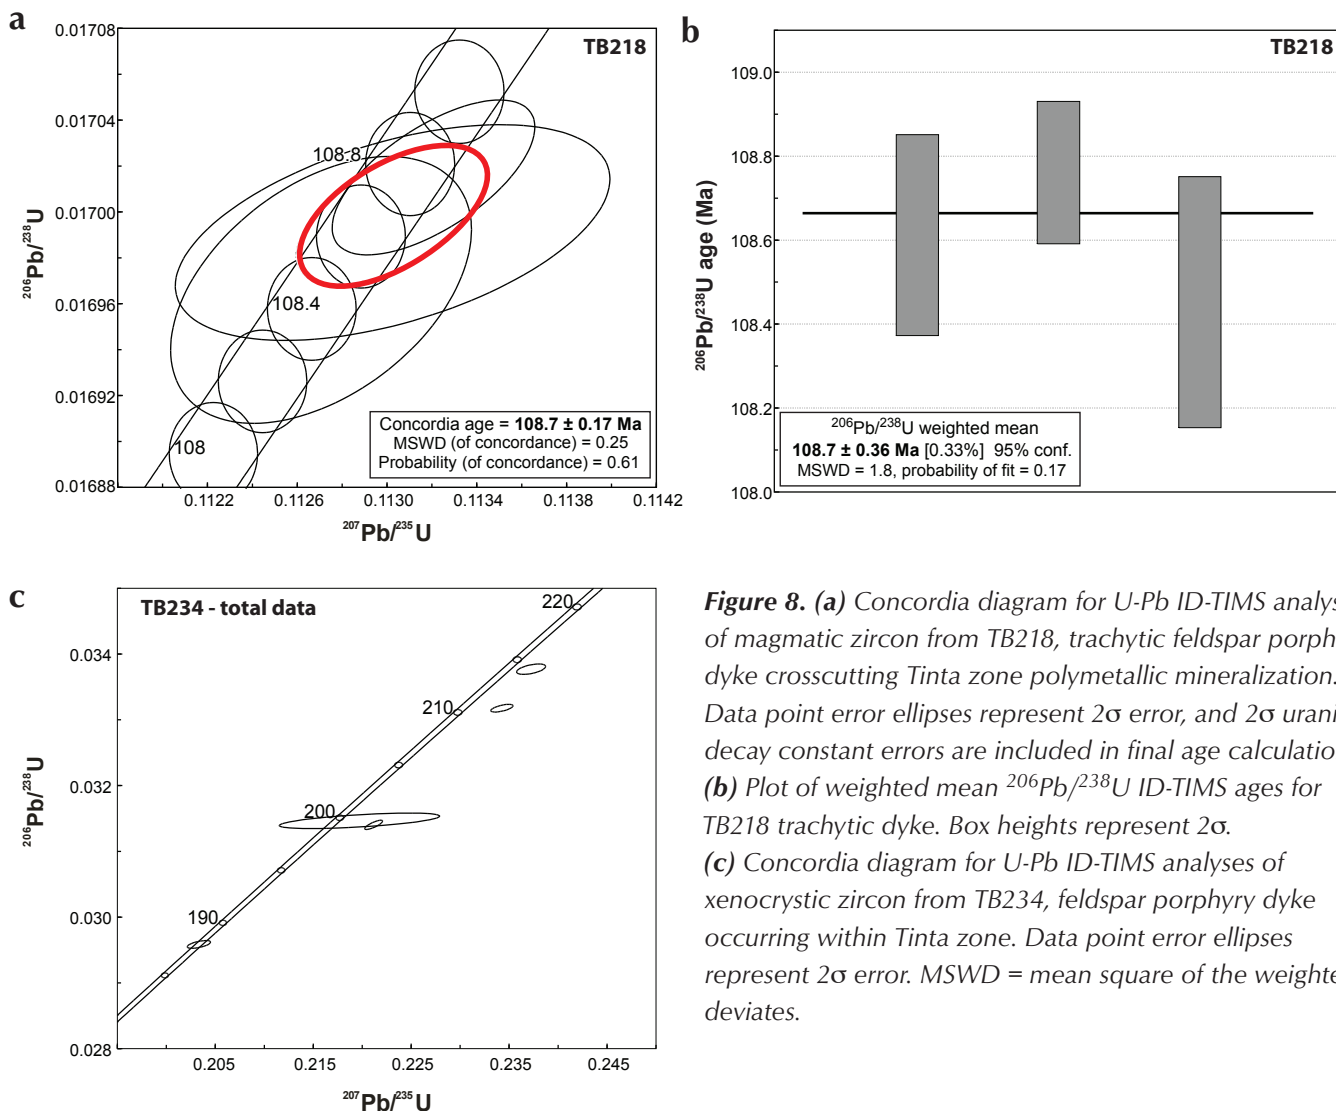 a
TB218
0.01708
0.01704
0.01700
0.01696
0.01692
0.01688
²⁰⁶Pb/²³⁸U
108.8
108.4
108
Concordia age = 108.7 ± 0.17 Ma
MSWD (of concordance) = 0.25
Probability (of concordance) = 0.61
0.1122 0.1126 0.1130 0.1134 0.1138 0.1142
²⁰⁷Pb/²³⁵U
b
TB218
109.0
108.8
108.6
108.4
108.2
108.0
²⁰⁶Pb/²³⁸U age (Ma)
²⁰⁶Pb/²³⁸U weighted mean
108.7 ± 0.36 Ma [0.33%] 95% conf.
MSWD = 1.8, probability of fit = 0.17
c
TB234 - total data
0.034
0.032
0.030
0.028
²⁰⁶Pb/²³⁸U
220
210
200
190
0.205 0.215 0.225 0.235 0.245
²⁰⁷Pb/²³⁵U
Figure 8. (a) Concordia diagram for U-Pb ID-TIMS
of magmatic zircon from TB218, trachytic feldspar
dyke crosscutting Tinta zone polymetallic mineralization.
Data point error ellipses represent 2σ error, and 2σ
decay constant errors are included in final age
(b) Plot of weighted mean ²⁰⁶Pb/²³⁸U ID-TIMS ages for
TB218 trachytic dyke. Box heights represent 2σ.
(c) Concordia diagram for U-Pb ID-TIMS analyses of
xenocrystic zircon from TB234, feldspar porphyry dyke
occurring within Tinta zone. Data point error ellipses
represent 2σ error. MSWD = mean square of the
deviates.